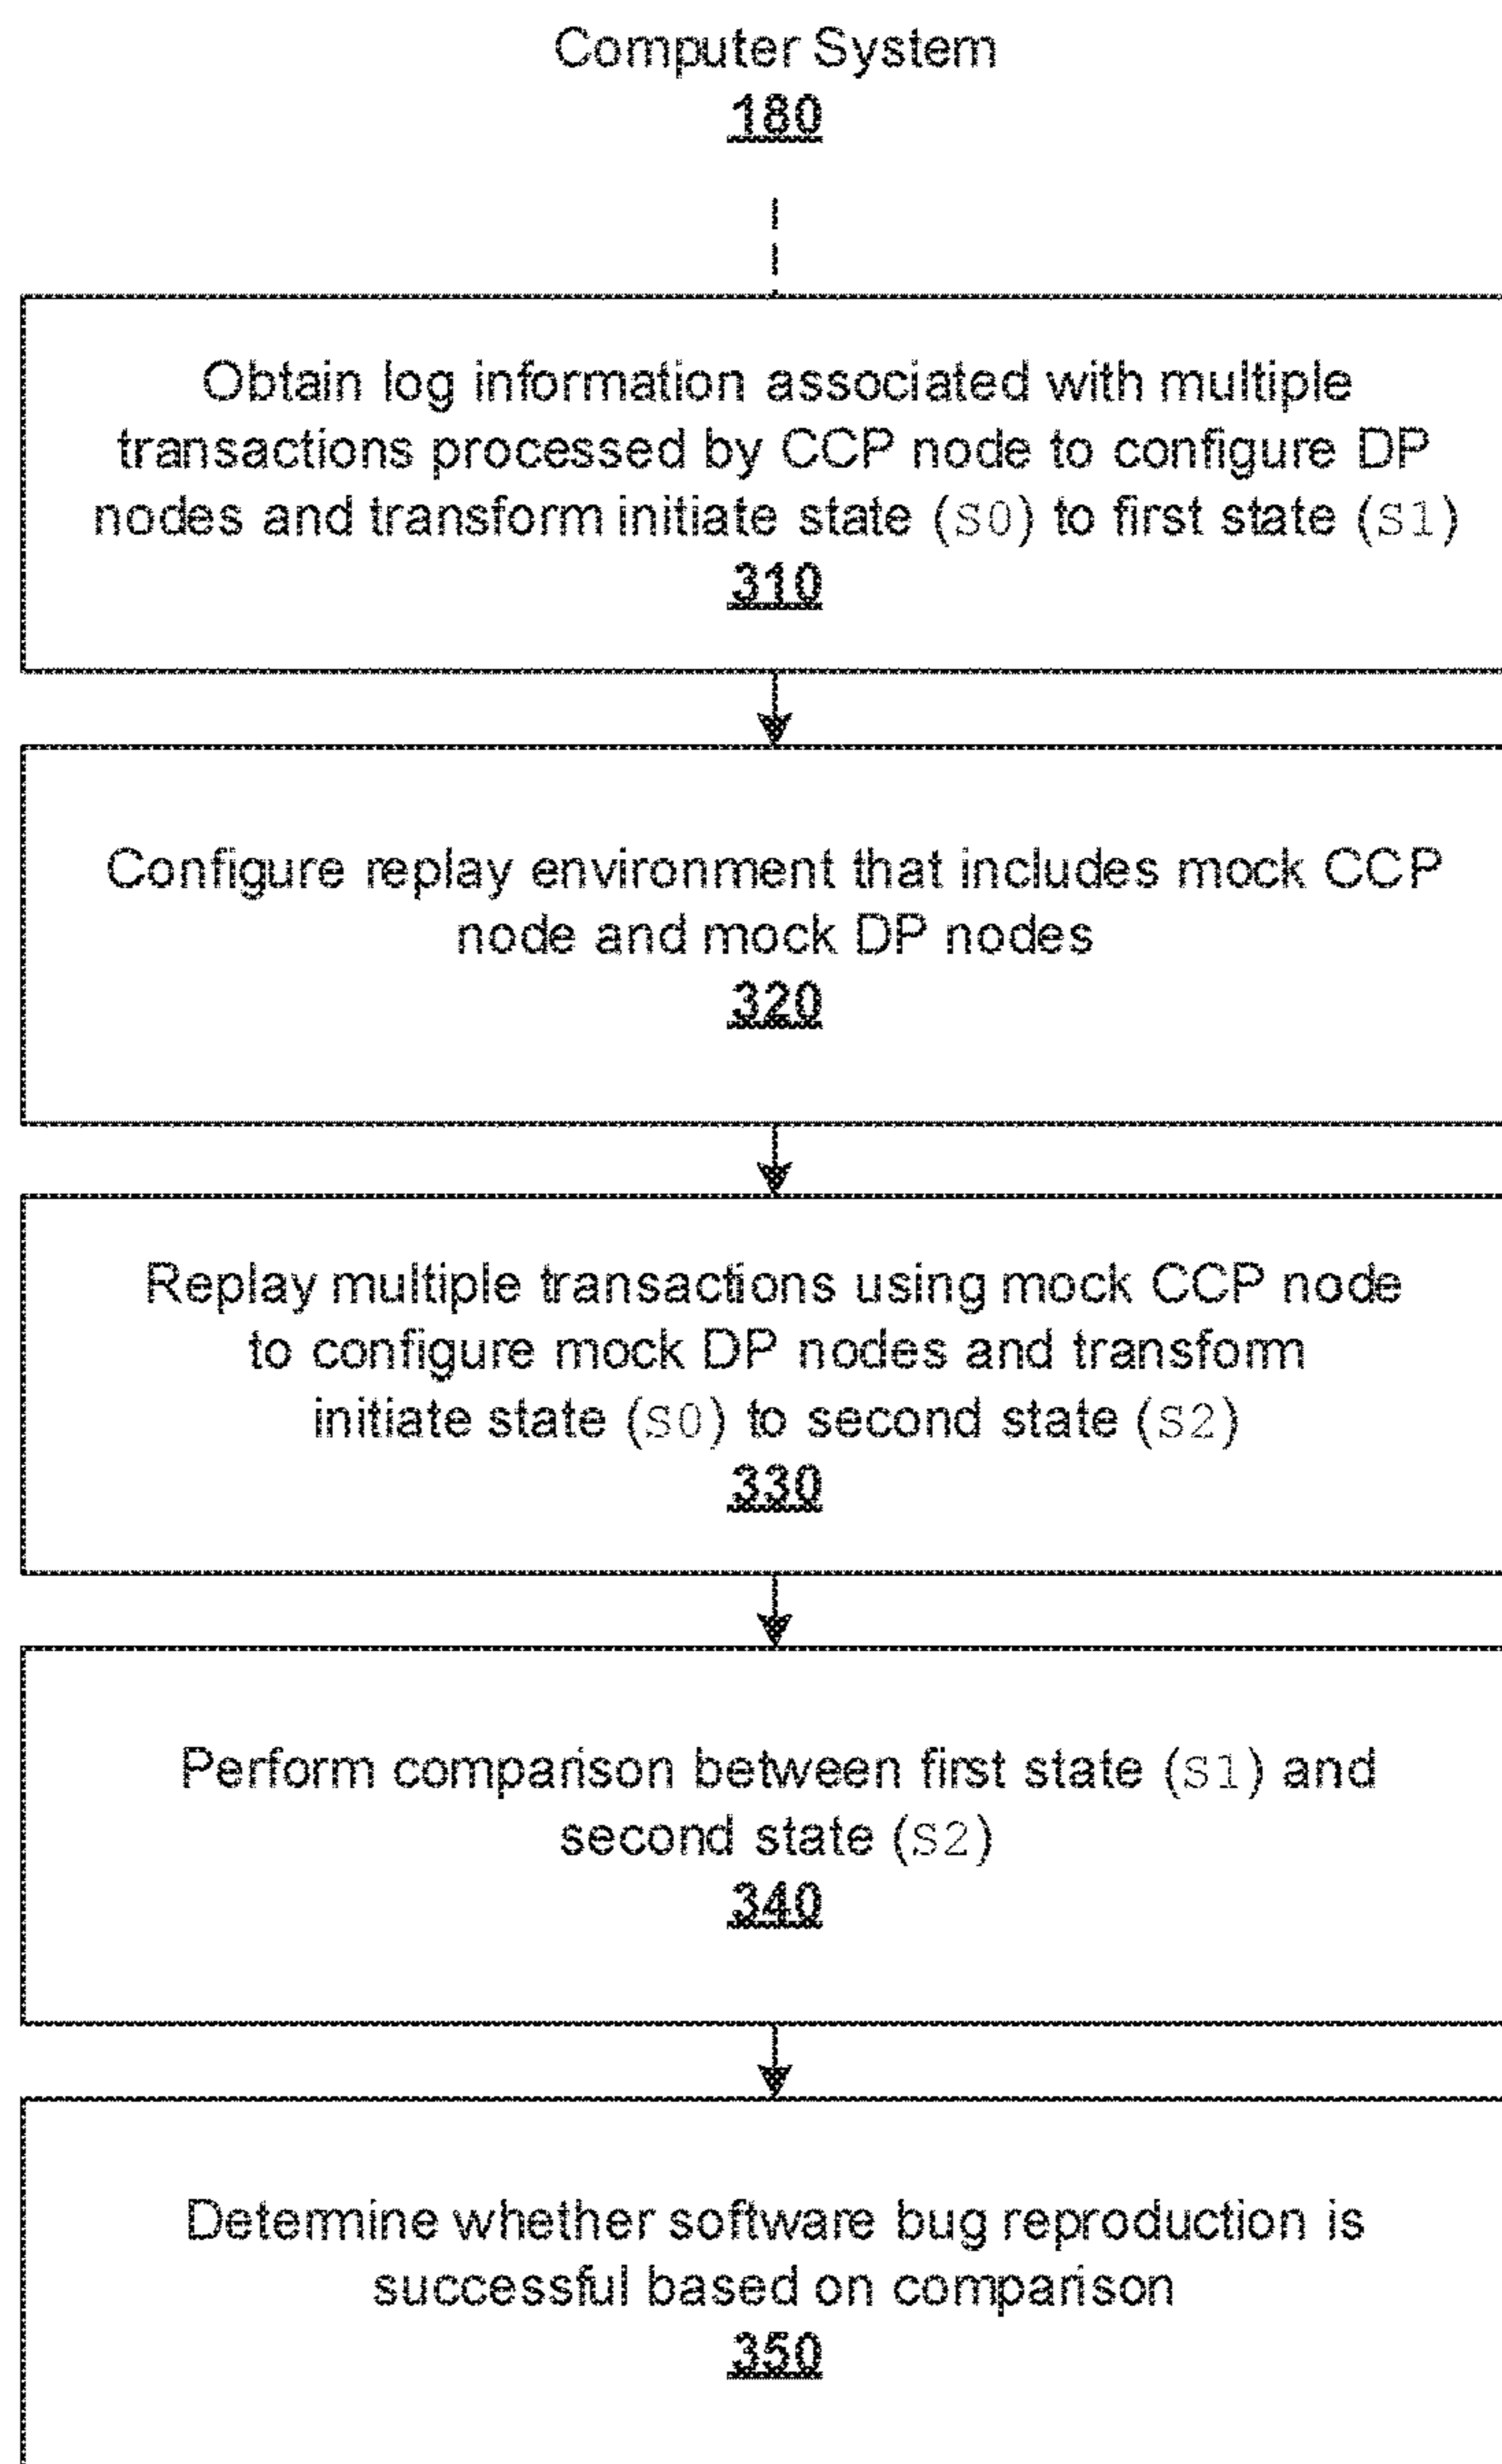 Computer System
180
Obtain log information associated with multiple
transactions processed by CCP node to configure DP
nodes and transform initiate state (S0) to first state (S1)
310
Configure replay environment that includes mock CCP
node and mock DP nodes
320
Replay multiple transactions using mock CCP node
to configure mock DP nodes and transform
initiate state (S0) to second state (S2)
330
Perform comparison between first state (S1) and
second state (S2)
340
Determine whether software bug reproduction is
successful based on comparison
350